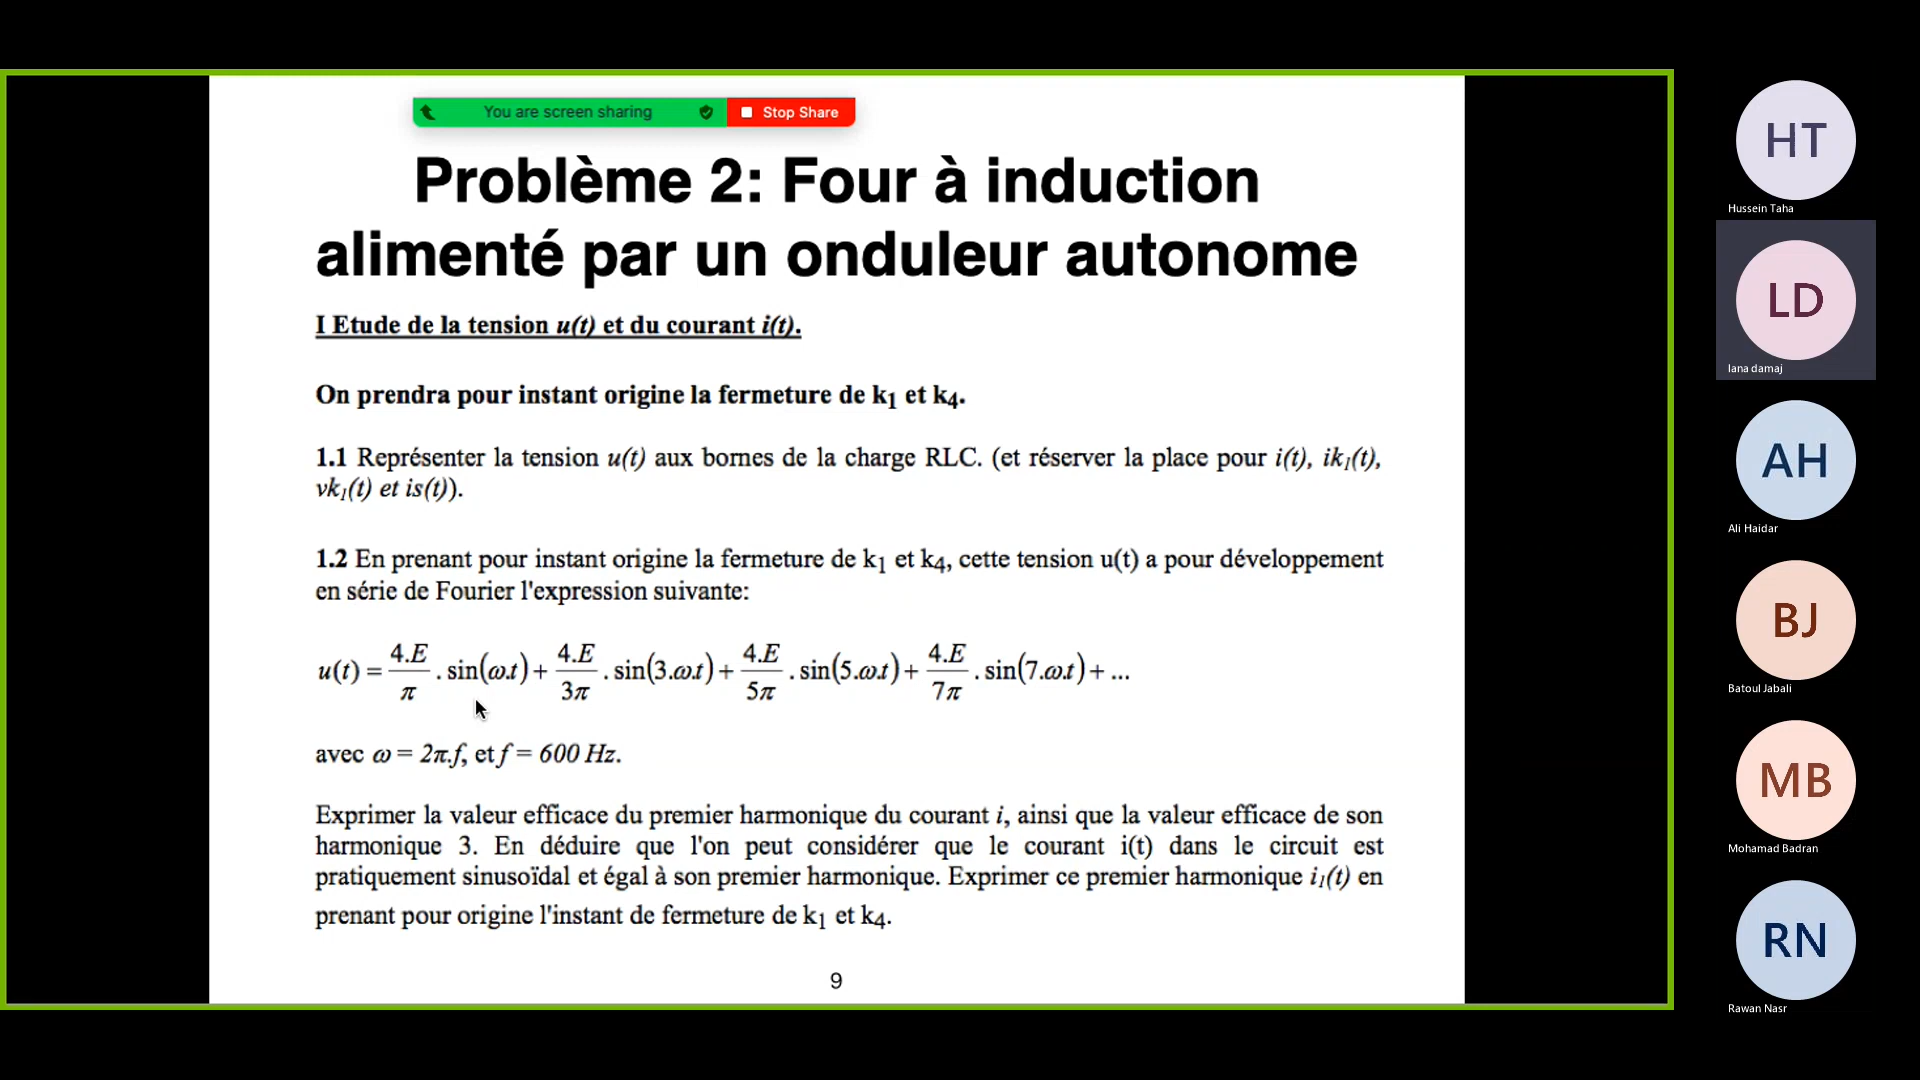 You are screen sharing
Stop Share
Problème 2: Four à induction
alimenté par un onduleur autonome
I Etude de la tension u(t) et du courant i(t).
On prendra pour instant origine la fermeture de k1 et k4.
1.1 Représenter la tension u(t) aux bornes de la charge RLC. (et réserver la place pour i(t), ik1(t),
vk1(t) et is(t)).
1.2 En prenant pour instant origine la fermeture de k1 et k4, cette tension u(t) a pour développement
en série de Fourier l'expression suivante:
u(t) = 4.E/π . sin(ω.t) + 4.E/3π . sin(3.ω.t) + 4.E/5π . sin(5.ω.t) + 4.E/7π . sin(7.ω.t) + ...
avec ω = 2π.f, et f = 600 Hz.
Exprimer la valeur efficace du premier harmonique du courant i, ainsi que la valeur efficace de son
harmonique 3. En déduire que l'on peut considérer que le courant i(t) dans le circuit est
pratiquement sinusoïdal et égal à son premier harmonique. Exprimer ce premier harmonique i1(t) en
prenant pour origine l'instant de fermeture de k1 et k4.
9
HT
Hussein Taha
LD
lana damaj
AH
Ali Haidar
BJ
Batoul Jabali
MB
Mohamad Badran
RN
Rawan Nasr